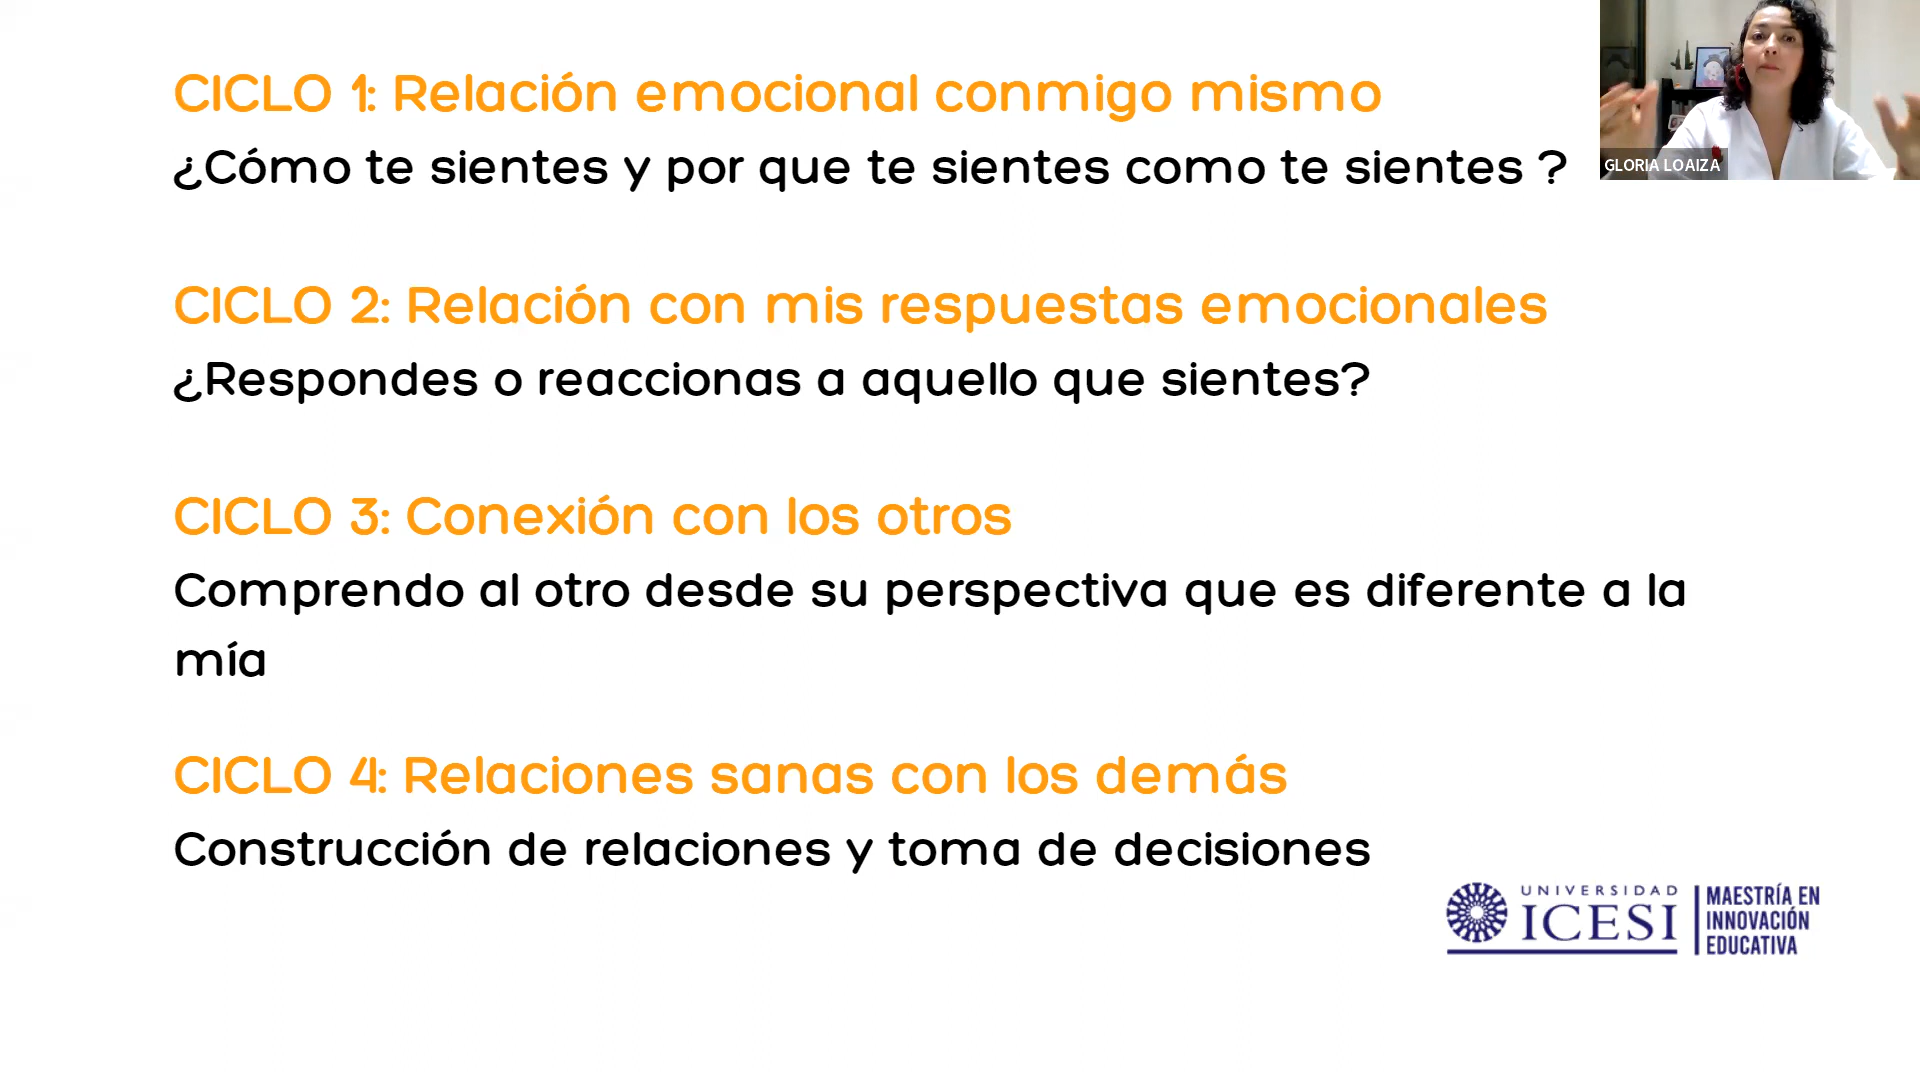 CICLO 1: Relación emocional conmigo mismo
¿Cómo te sientes y por que te sientes como te sientes ?
GLORIA LOAIZA
CICLO 2: Relación con mis respuestas emocionales
¿Respondes o reaccionas a aquello que sientes?
CICLO 3: Conexión con los otros
Comprendo al otro desde su perspectiva que es diferente a la
mía
CICLO 4: Relaciones sanas con los demás
Construcción de relaciones y toma de decisiones
UNIVERSIDAD
ICESI
MAESTRÍA EN
INNOVACIÓN
EDUCATIVA